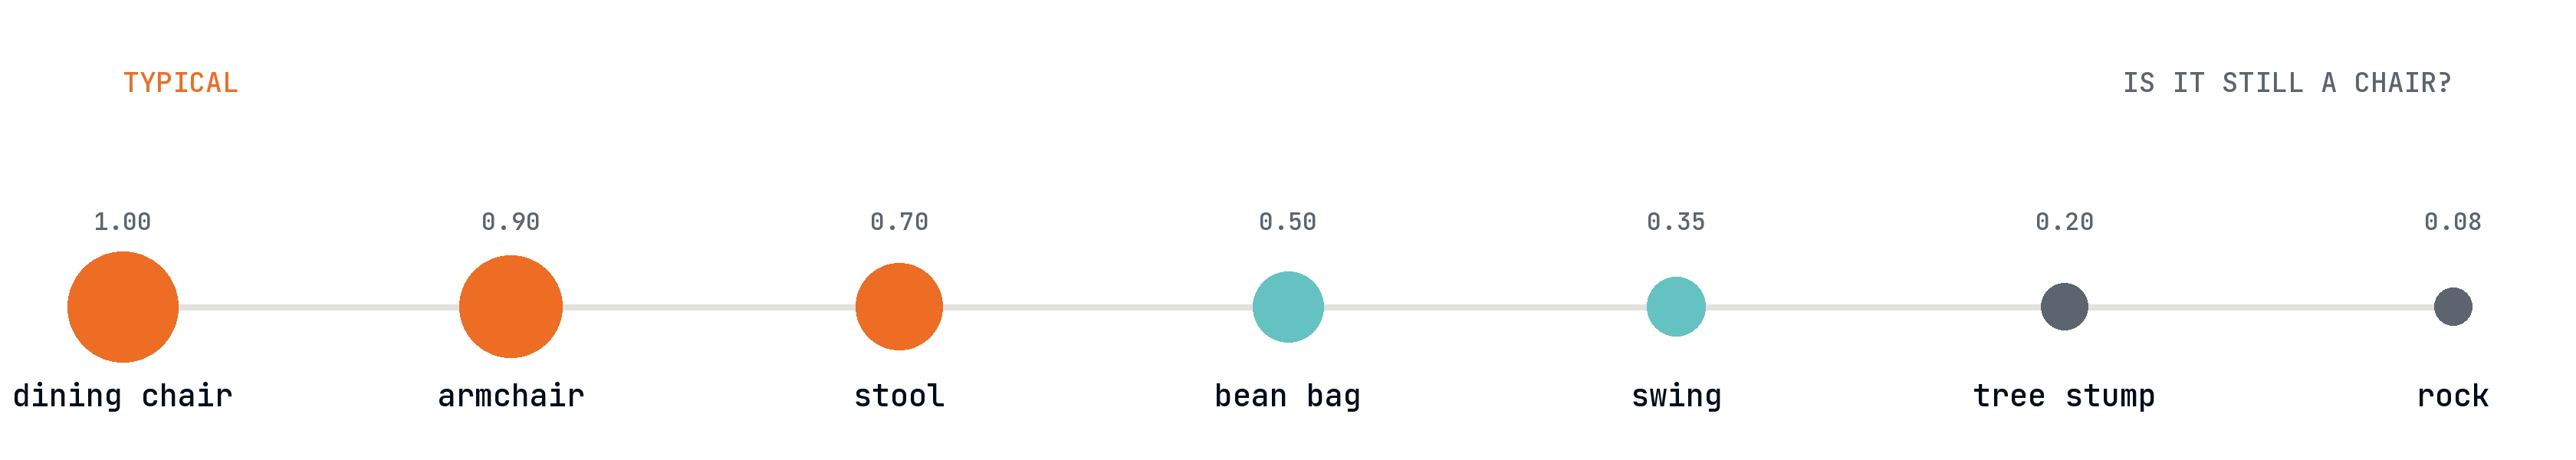 TYPICAL
IS IT STILL A CHAIR?
1.00 0.90 0.70 0.50 0.35 0.20 0.08
dining chair armchair stool bean bag swing tree stump rock